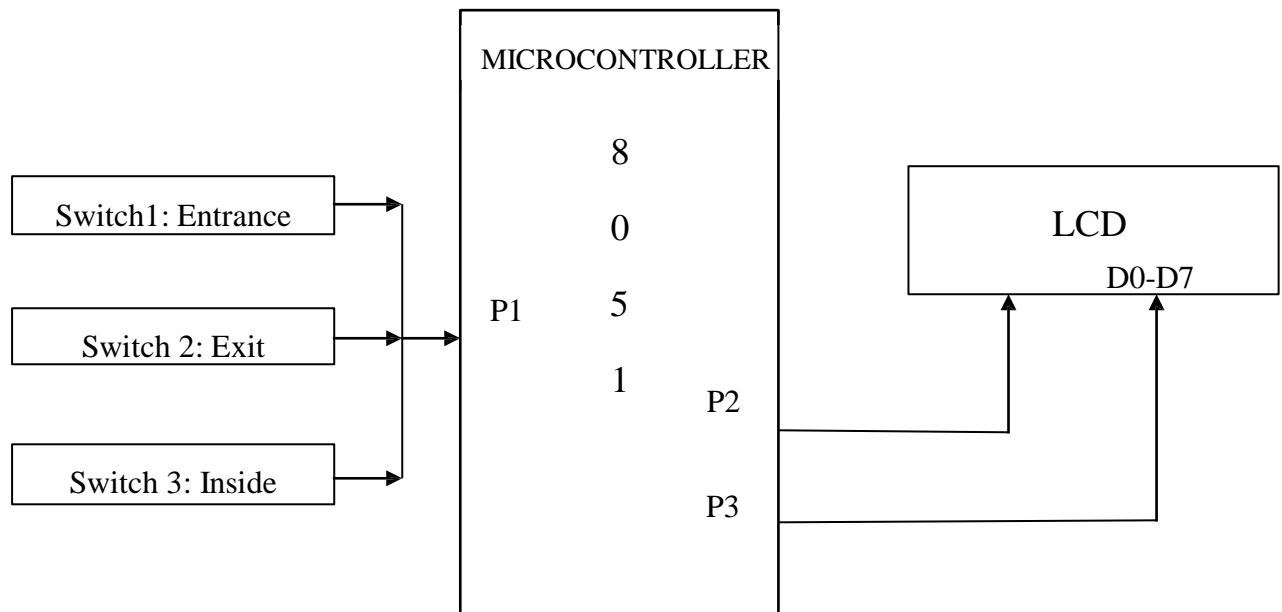 MICROCONTROLLER
8
0
5
1
Switch1: Entrance
Switch 2: Exit
Switch 3: Inside
P1
P2
P3
LCD
D0-D7